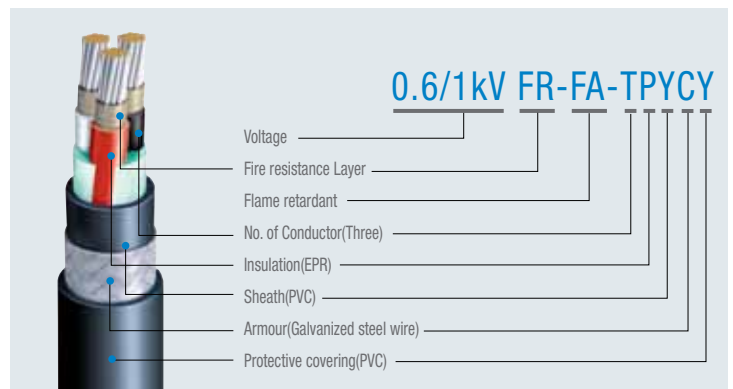 0.6/1kV FR-FA-TPYCY
Voltage
Fire resistance Layer
Flame retardant
No. of Conductor(Three)
Insulation(EPR)
Sheath(PVC)
Armour(Galvanized steel wire)
Protective covering(PVC)